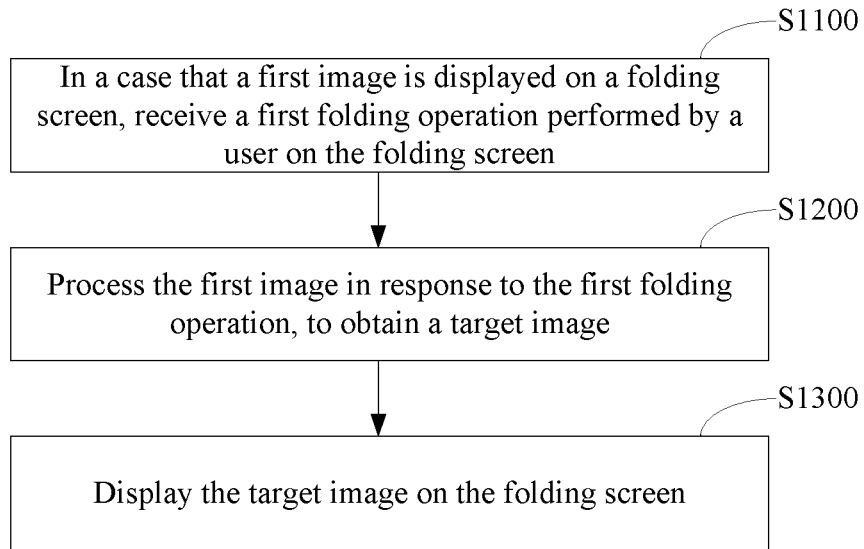 S1100
In a case that a first image is displayed on a folding
screen, receive a first folding operation performed by a
user on the folding screen
S1200
Process the first image in response to the first folding
operation, to obtain a target image
S1300
Display the target image on the folding screen